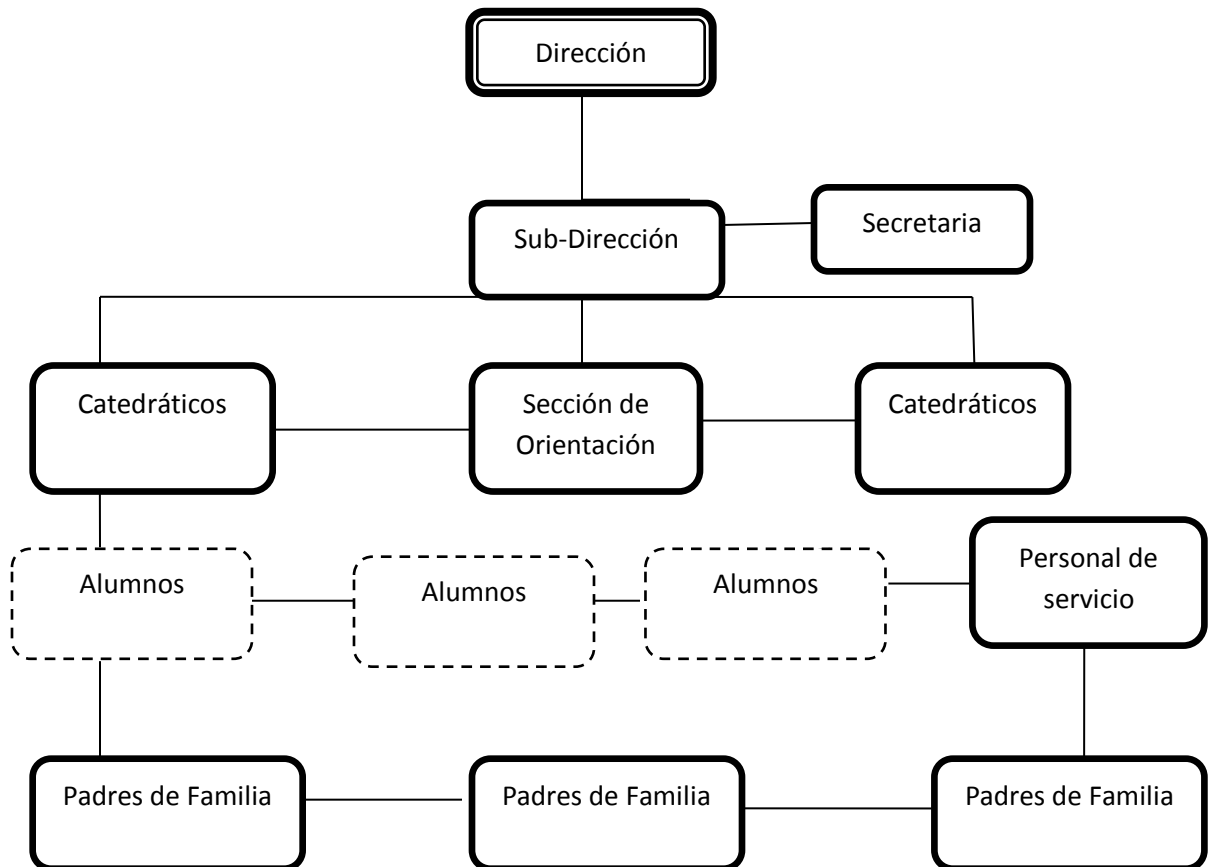 Dirección
Sub-Dirección
Secretaria
Catedráticos
Sección de
Orientación
Catedráticos
Alumnos
Alumnos
Alumnos
Personal de
servicio
Padres de Familia
Padres de Familia
Padres de Familia